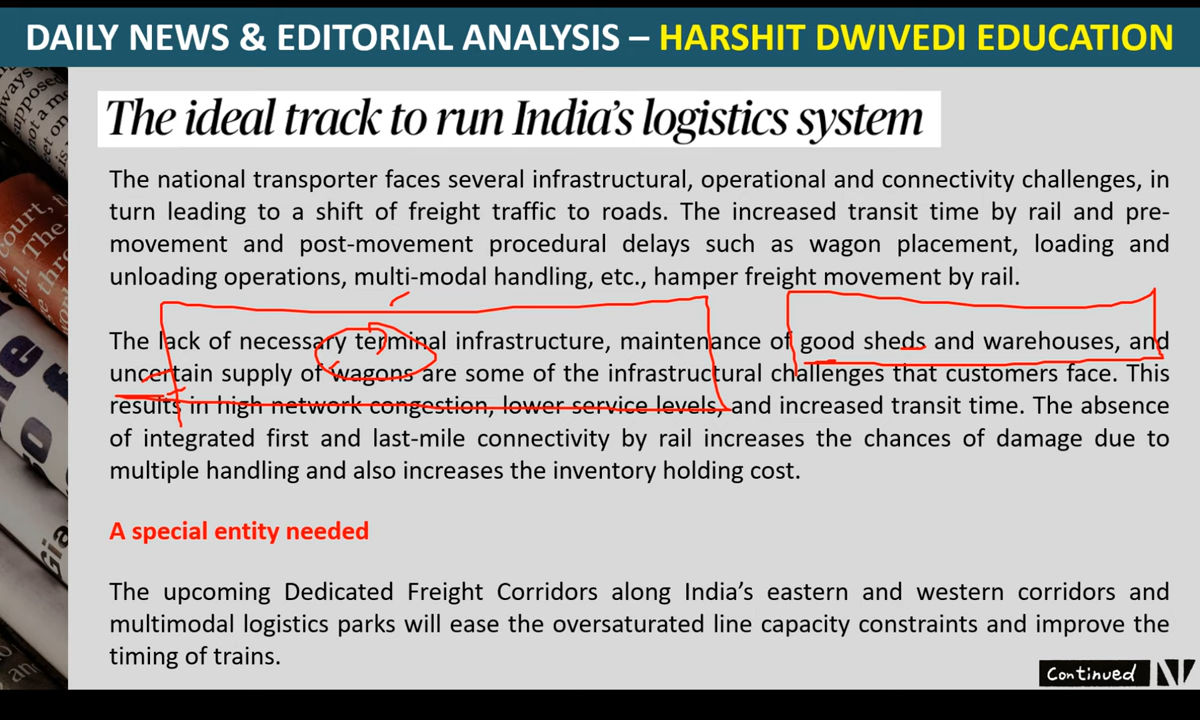 DAILY NEWS & EDITORIAL ANALYSIS – HARSHIT DWIVEDI EDUCATION
The ideal track to run India's logistics system
The national transporter faces several infrastructural, operational and connectivity challenges, in
turn leading to a shift of freight traffic to roads. The increased transit time by rail and pre-
movement and post-movement procedural delays such as wagon placement, loading and
unloading operations, multi-modal handling, etc., hamper freight movement by rail.
The lack of necessary terminal infrastructure, maintenance of good sheds and warehouses, and
uncertain supply of wagons are some of the infrastructural challenges that customers face. This
results in high network congestion, lower service levels, and increased transit time. The absence
of integrated first and last-mile connectivity by rail increases the chances of damage due to
multiple handling and also increases the inventory holding cost.
A special entity needed
The upcoming Dedicated Freight Corridors along India's eastern and western corridors and
multimodal logistics parks will ease the oversaturated line capacity constraints and improve the
timing of trains.
Continued